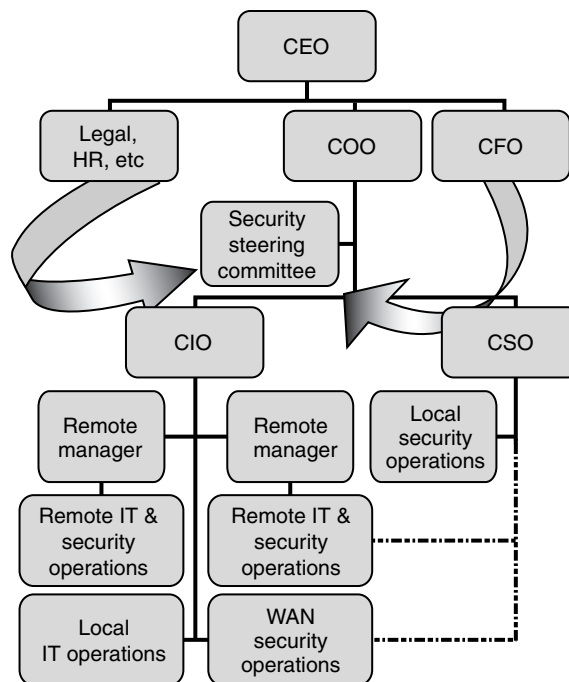 CEO
Legal,
HR, etc
COO
CFO
Security
steering
committee
CIO
CSO
Remote
manager
Remote
manager
Local
security
operations
Remote IT &
security
operations
Remote IT &
security
operations
Local
IT operations
WAN
security
operations